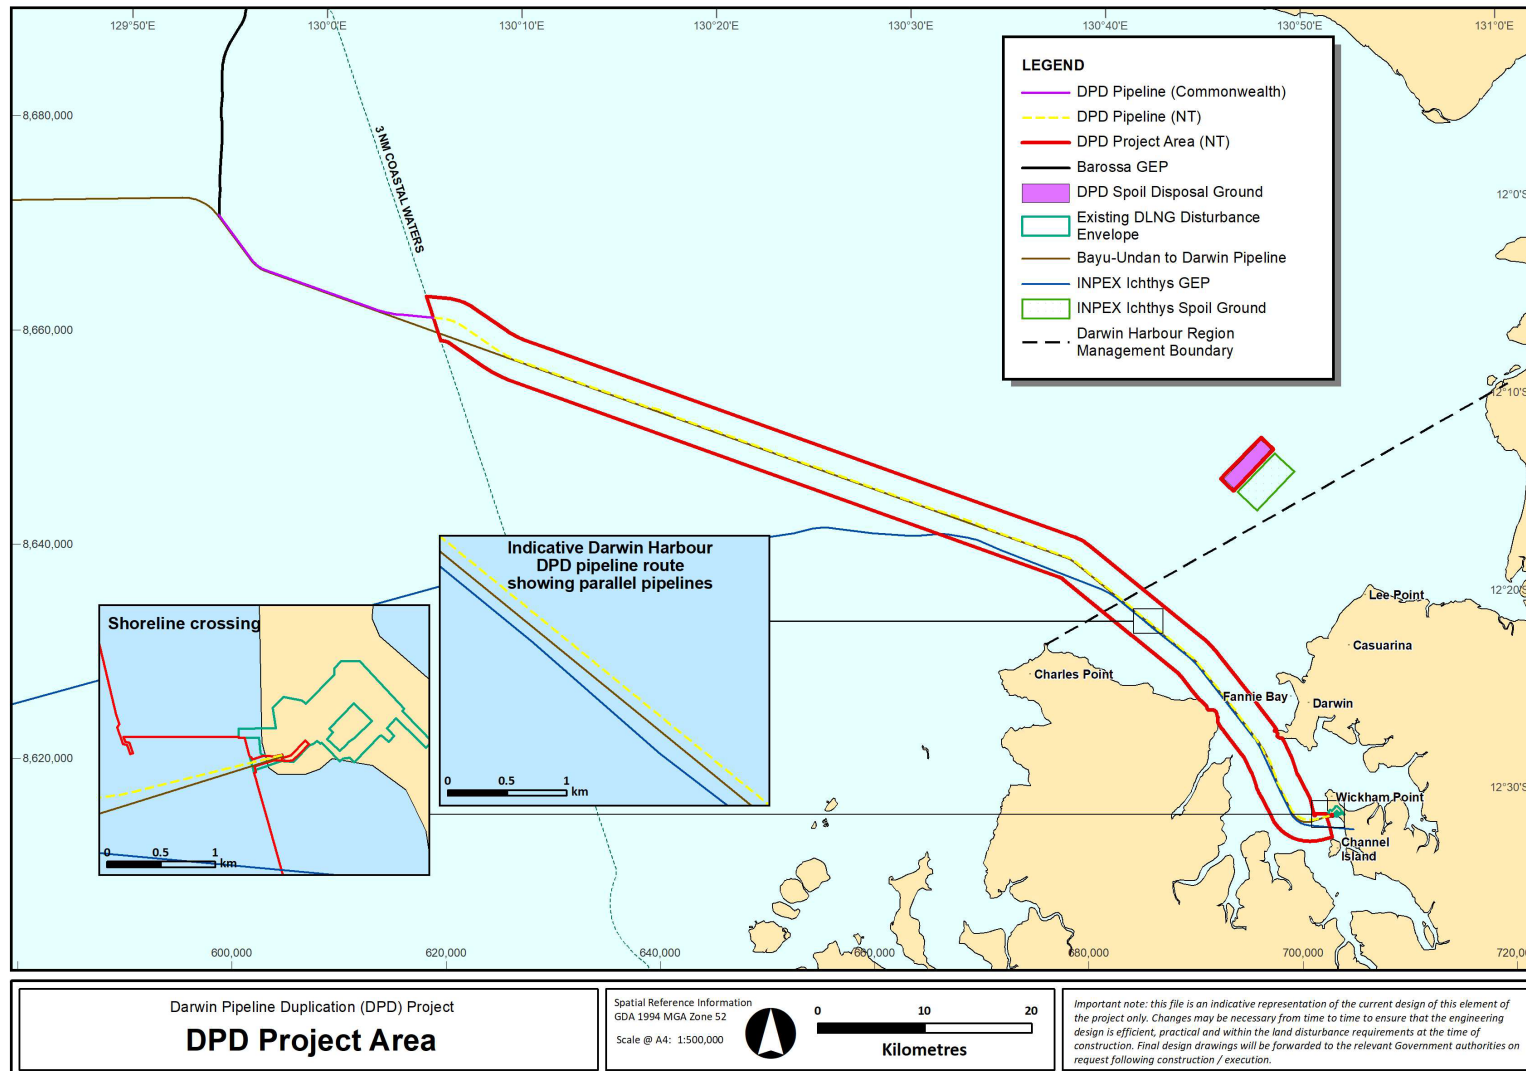 129°50'E
130°0'E
130°10'E
130°20'E
130°30'E
130°40'E
130°50'E
131°0'E
LEGEND
DPD Pipeline (Commonwealth)
DPD Pipeline (NT)
DPD Project Area (NT)
Barossa GEP
DPD Spoil Disposal Ground
Existing DLNG Disturbance
Envelope
Bayu-Undan to Darwin Pipeline
INPEX Ichthys GEP
INPEX Ichthys Spoil Ground
Darwin Harbour Region
Management Boundary
8,680,000
8,660,000
8,640,000
8,620,000
3 NM COASTAL WATERS
12°0'S
12°10'S
12°20'S
12°30'S
Indicative Darwin Harbour
DPD pipeline route
showing parallel pipelines
0 0.5 1
km
Shoreline crossing
0 0.5 1
km
Lee Point
Casuarina
Charles Point
Fannie Bay
Darwin
Wickham Point
Channel
Island
600,000
620,000
640,000
660,000
680,000
700,000
720,0
Darwin Pipeline Duplication (DPD) Project
DPD Project Area
Spatial Reference Information
GDA 1994 MGA Zone 52
Scale @ A4: 1:500,000
0 10 20
Kilometres
Important note: this file is an indicative representation of the current design of this element of
the project only. Changes may be necessary from time to time to ensure that the engineering
design is efficient, practical and within the land disturbance requirements at the time of
construction. Final design drawings will be forwarded to the relevant Government authorities on
request following construction / execution.